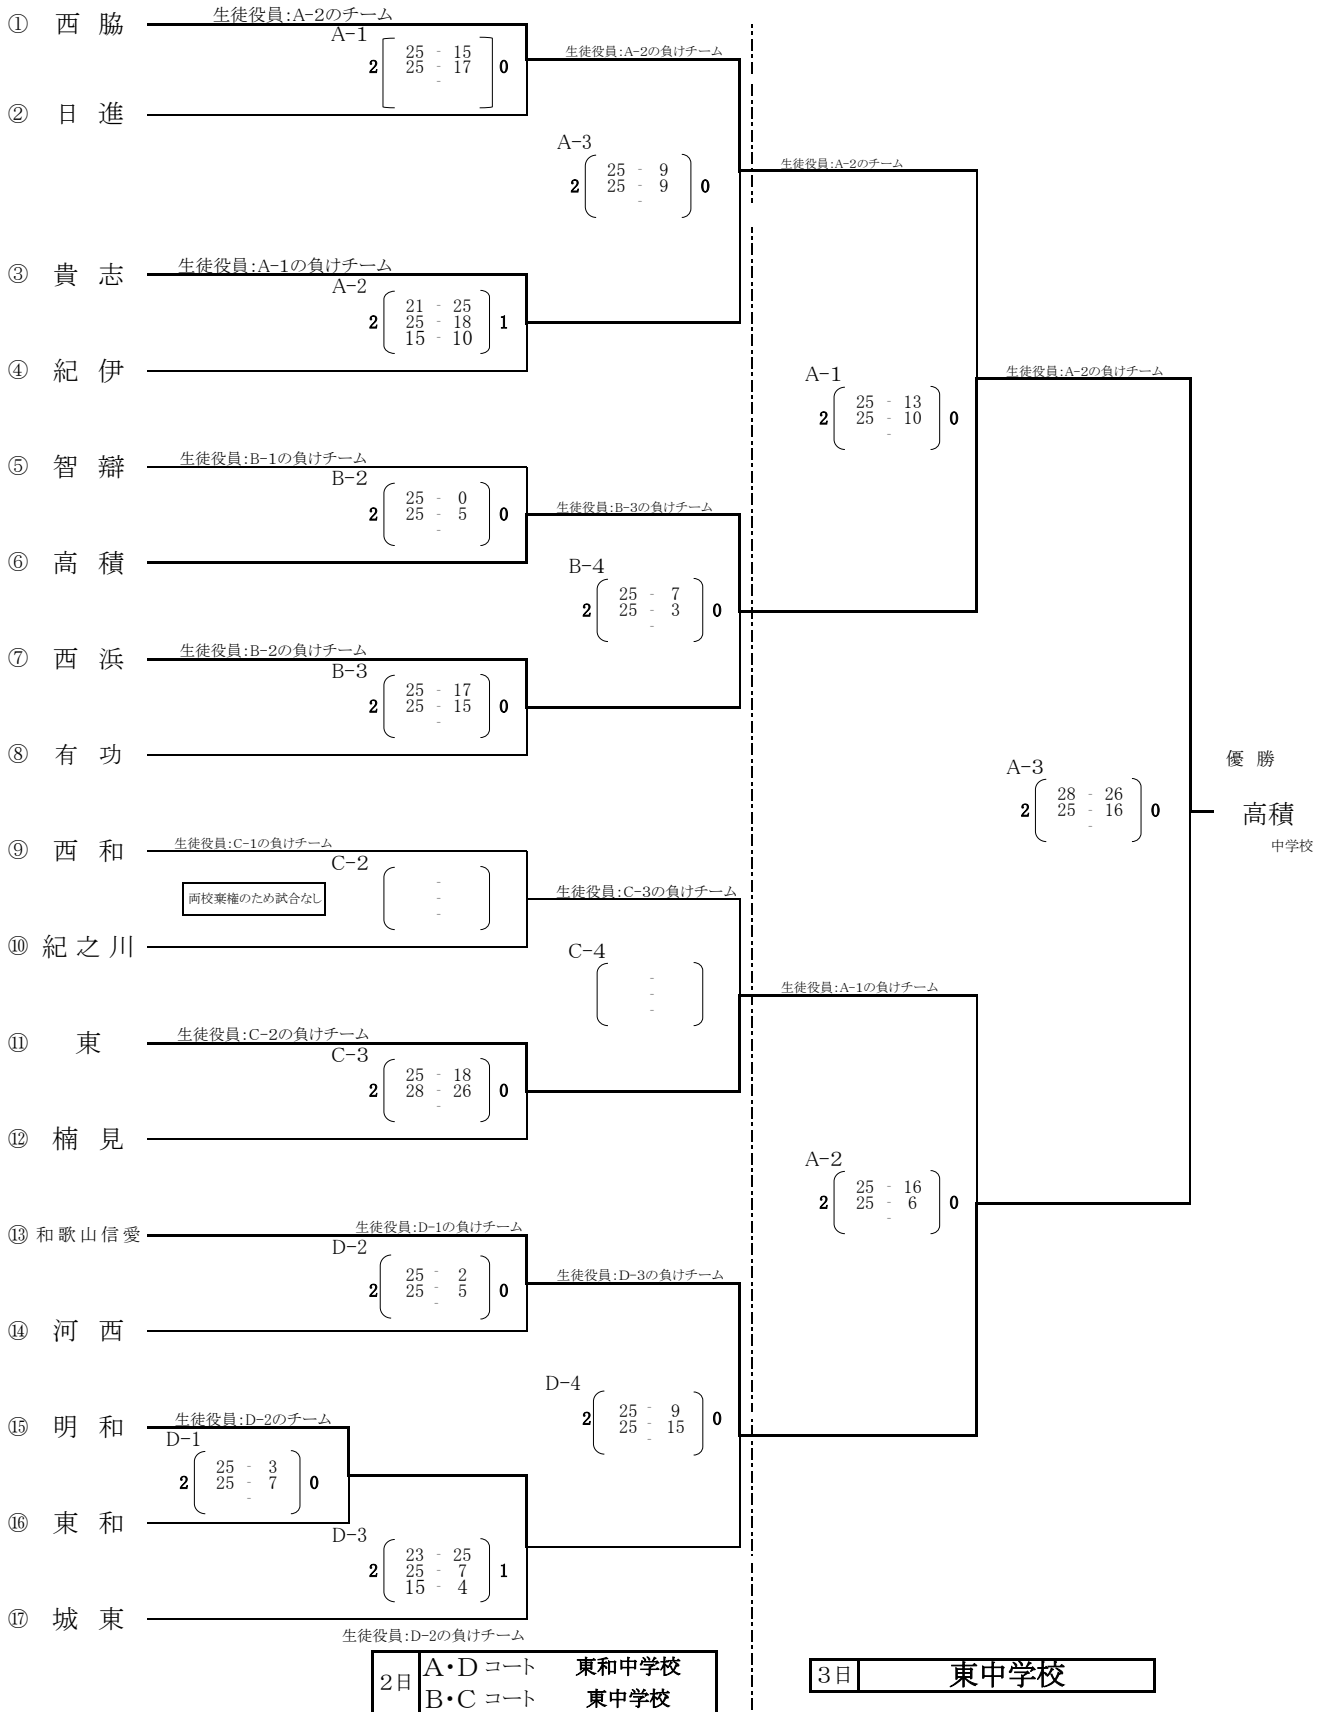 ① 西脇
生徒役員:A-2のチーム
A-1
2 25 - 15 0
25 - 17
-
② 日進
生徒役員:A-2の負けチーム
A-3
2 25 - 9 0
25 - 9
-
生徒役員:A-2のチーム
③ 貴志
生徒役員:A-1の負けチーム
A-2
2 21 - 25 1
25 - 18
15 - 10
④ 紀伊
A-1
2 25 - 13 0
25 - 10
-
生徒役員:A-2の負けチーム
⑤ 智辯
生徒役員:B-1の負けチーム
B-2
2 25 - 0 0
25 - 5
-
⑥ 高積
生徒役員:B-3の負けチーム
B-4
2 25 - 7 0
25 - 3
-
⑦ 西浜
生徒役員:B-2の負けチーム
B-3
2 25 - 17 0
25 - 15
-
⑧ 有功
A-3
2 28 - 26 0
25 - 16
-
優勝
高積
中学校
⑨ 西和
生徒役員:C-1の負けチーム
C-2
-
-
-
両校棄権のため試合なし
⑩ 紀之川
生徒役員:C-3の負けチーム
C-4
-
-
-
生徒役員:A-1の負けチーム
⑪ 東
生徒役員:C-2の負けチーム
C-3
2 25 - 18 0
28 - 26
-
⑫ 楠見
A-2
2 25 - 16 0
25 - 6
-
⑬ 和歌山信愛
生徒役員:D-1の負けチーム
D-2
2 25 - 2 0
25 - 5
-
⑭ 河西
生徒役員:D-3の負けチーム
D-4
2 25 - 9 0
25 - 15
-
⑮ 明和
生徒役員:D-2のチーム
D-1
2 25 - 3 0
25 - 7
-
⑯ 東和
D-3
2 23 - 25 1
25 - 7
15 - 4
⑰ 城東
生徒役員:D-2の負けチーム
2日
A・D コート 東和中学校
B・C コート 東中学校
3日 東中学校